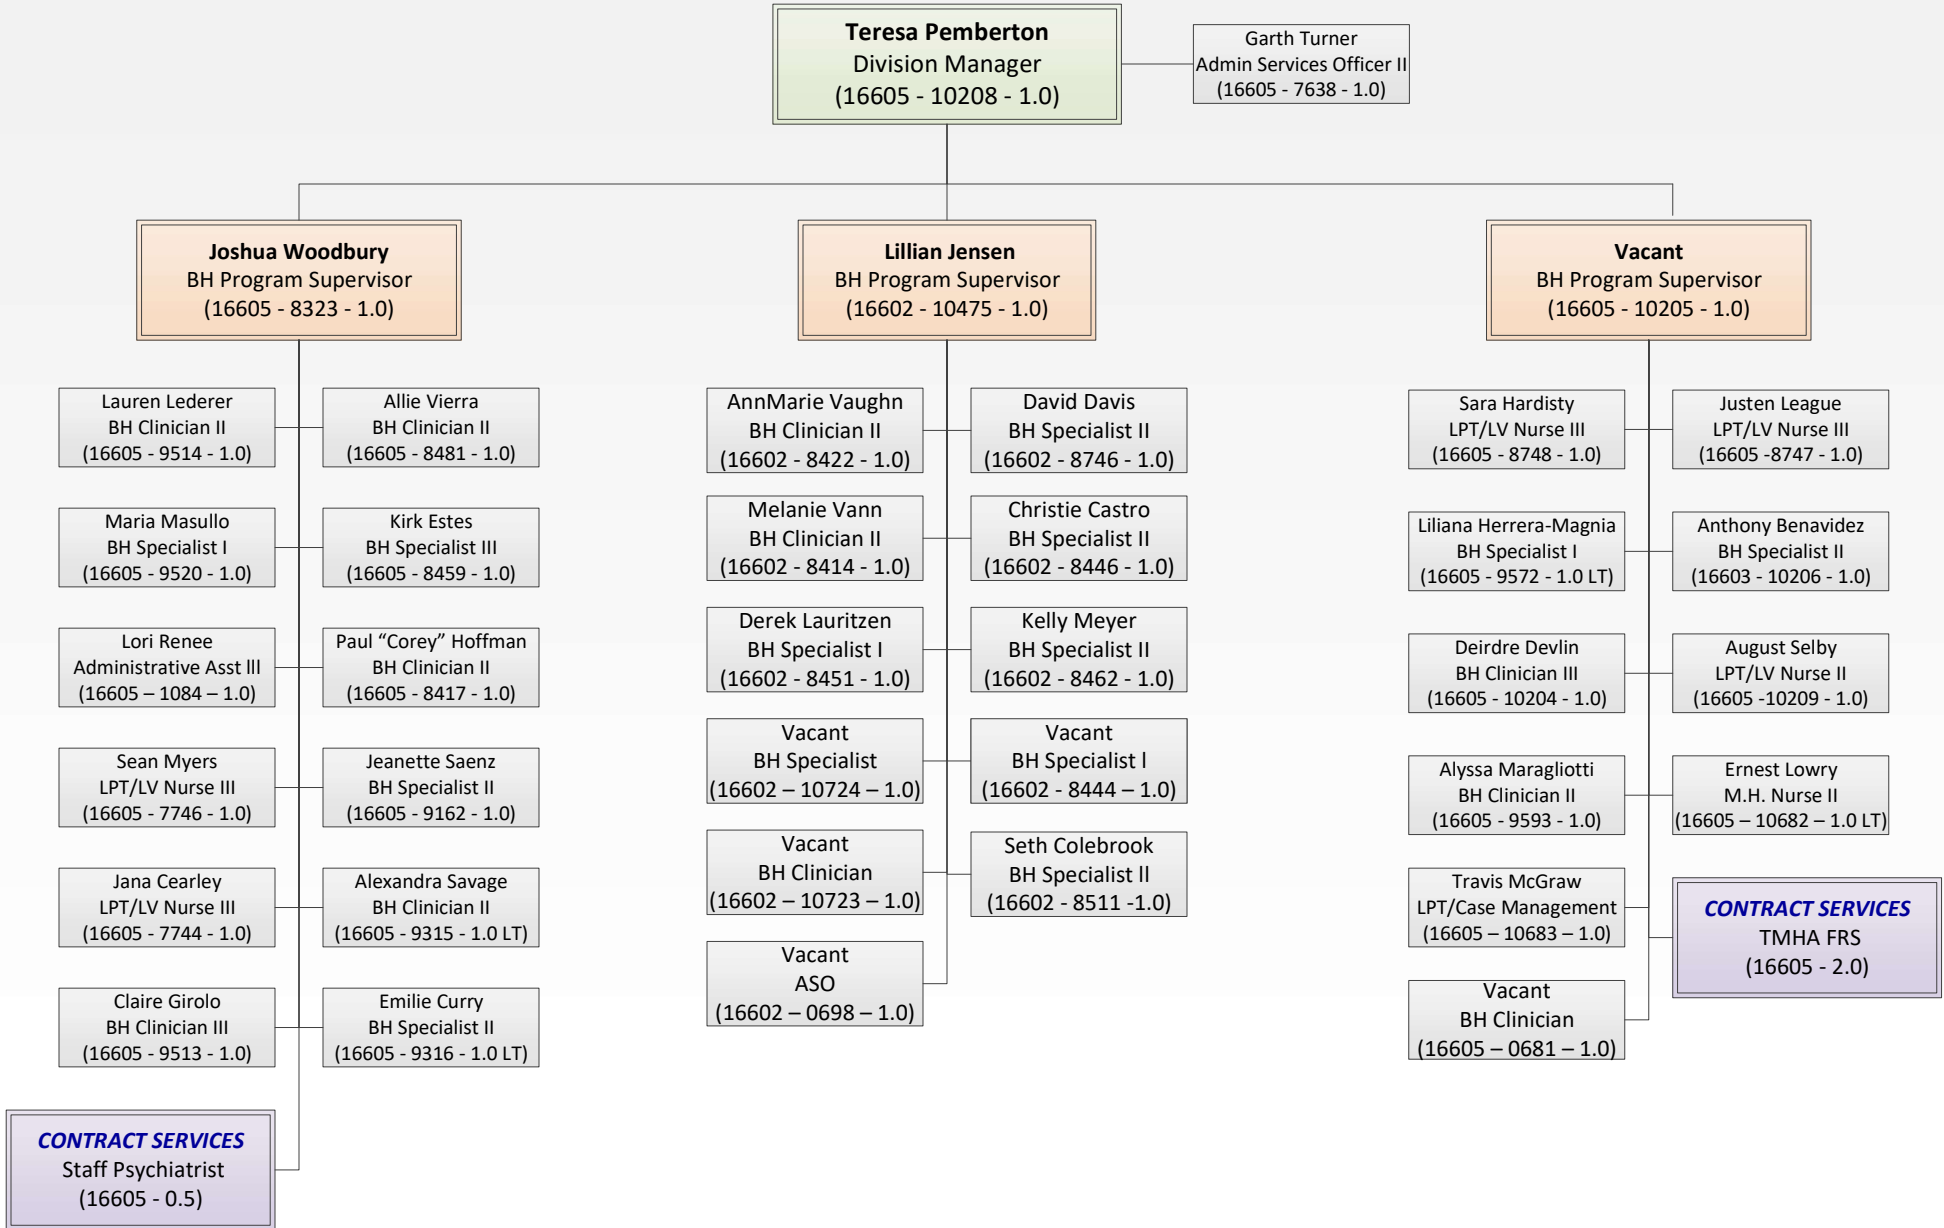 Teresa Pemberton
Division Manager
(16605 - 10208 - 1.0)
Garth Turner
Admin Services Officer II
(16605 - 7638 - 1.0)
Joshua Woodbury
BH Program Supervisor
(16605 - 8323 - 1.0)
Lauren Lederer
BH Clinician II
(16605 - 9514 - 1.0)
Allie Vierra
BH Clinician II
(16605 - 8481 - 1.0)
Maria Masullo
BH Specialist I
(16605 - 9520 - 1.0)
Kirk Estes
BH Specialist III
(16605 - 8459 - 1.0)
Lori Renee
Administrative Asst lll
(16605 – 1084 – 1.0)
Paul “Corey” Hoffman
BH Clinician II
(16605 - 8417 - 1.0)
Sean Myers
LPT/LV Nurse III
(16605 - 7746 - 1.0)
Jeanette Saenz
BH Specialist II
(16605 - 9162 - 1.0)
Jana Cearley
LPT/LV Nurse III
(16605 - 7744 - 1.0)
Alexandra Savage
BH Clinician II
(16605 - 9315 - 1.0 LT)
Claire Girolo
BH Clinician III
(16605 - 9513 - 1.0)
Emilie Curry
BH Specialist II
(16605 - 9316 - 1.0 LT)
CONTRACT SERVICES
Staff Psychiatrist
(16605 - 0.5)
Lillian Jensen
BH Program Supervisor
(16602 - 10475 - 1.0)
AnnMarie Vaughn
BH Clinician II
(16602 - 8422 - 1.0)
David Davis
BH Specialist II
(16602 - 8746 - 1.0)
Melanie Vann
BH Clinician II
(16602 - 8414 - 1.0)
Christie Castro
BH Specialist II
(16602 - 8446 - 1.0)
Derek Lauritzen
BH Specialist I
(16602 - 8451 - 1.0)
Kelly Meyer
BH Specialist II
(16602 - 8462 - 1.0)
Vacant
BH Specialist
(16602 – 10724 – 1.0)
Vacant
BH Specialist l
(16602 - 8444 – 1.0)
Vacant
BH Clinician
(16602 – 10723 – 1.0)
Seth Colebrook
BH Specialist ll
(16602 - 8511 -1.0)
Vacant
ASO
(16602 – 0698 – 1.0)
Vacant
BH Program Supervisor
(16605 - 10205 - 1.0)
Sara Hardisty
LPT/LV Nurse III
(16605 - 8748 - 1.0)
Justen League
LPT/LV Nurse III
(16605 -8747 - 1.0)
Liliana Herrera-Magnia
BH Specialist I
(16605 - 9572 - 1.0 LT)
Anthony Benavidez
BH Specialist II
(16603 - 10206 - 1.0)
Deirdre Devlin
BH Clinician III
(16605 - 10204 - 1.0)
August Selby
LPT/LV Nurse II
(16605 -10209 - 1.0)
Alyssa Maragliotti
BH Clinician II
(16605 - 9593 - 1.0)
Ernest Lowry
M.H. Nurse II
(16605 – 10682 – 1.0 LT)
Travis McGraw
LPT/Case Management
(16605 – 10683 – 1.0)
CONTRACT SERVICES
TMHA FRS
(16605 - 2.0)
Vacant
BH Clinician
(16605 – 0681 – 1.0)